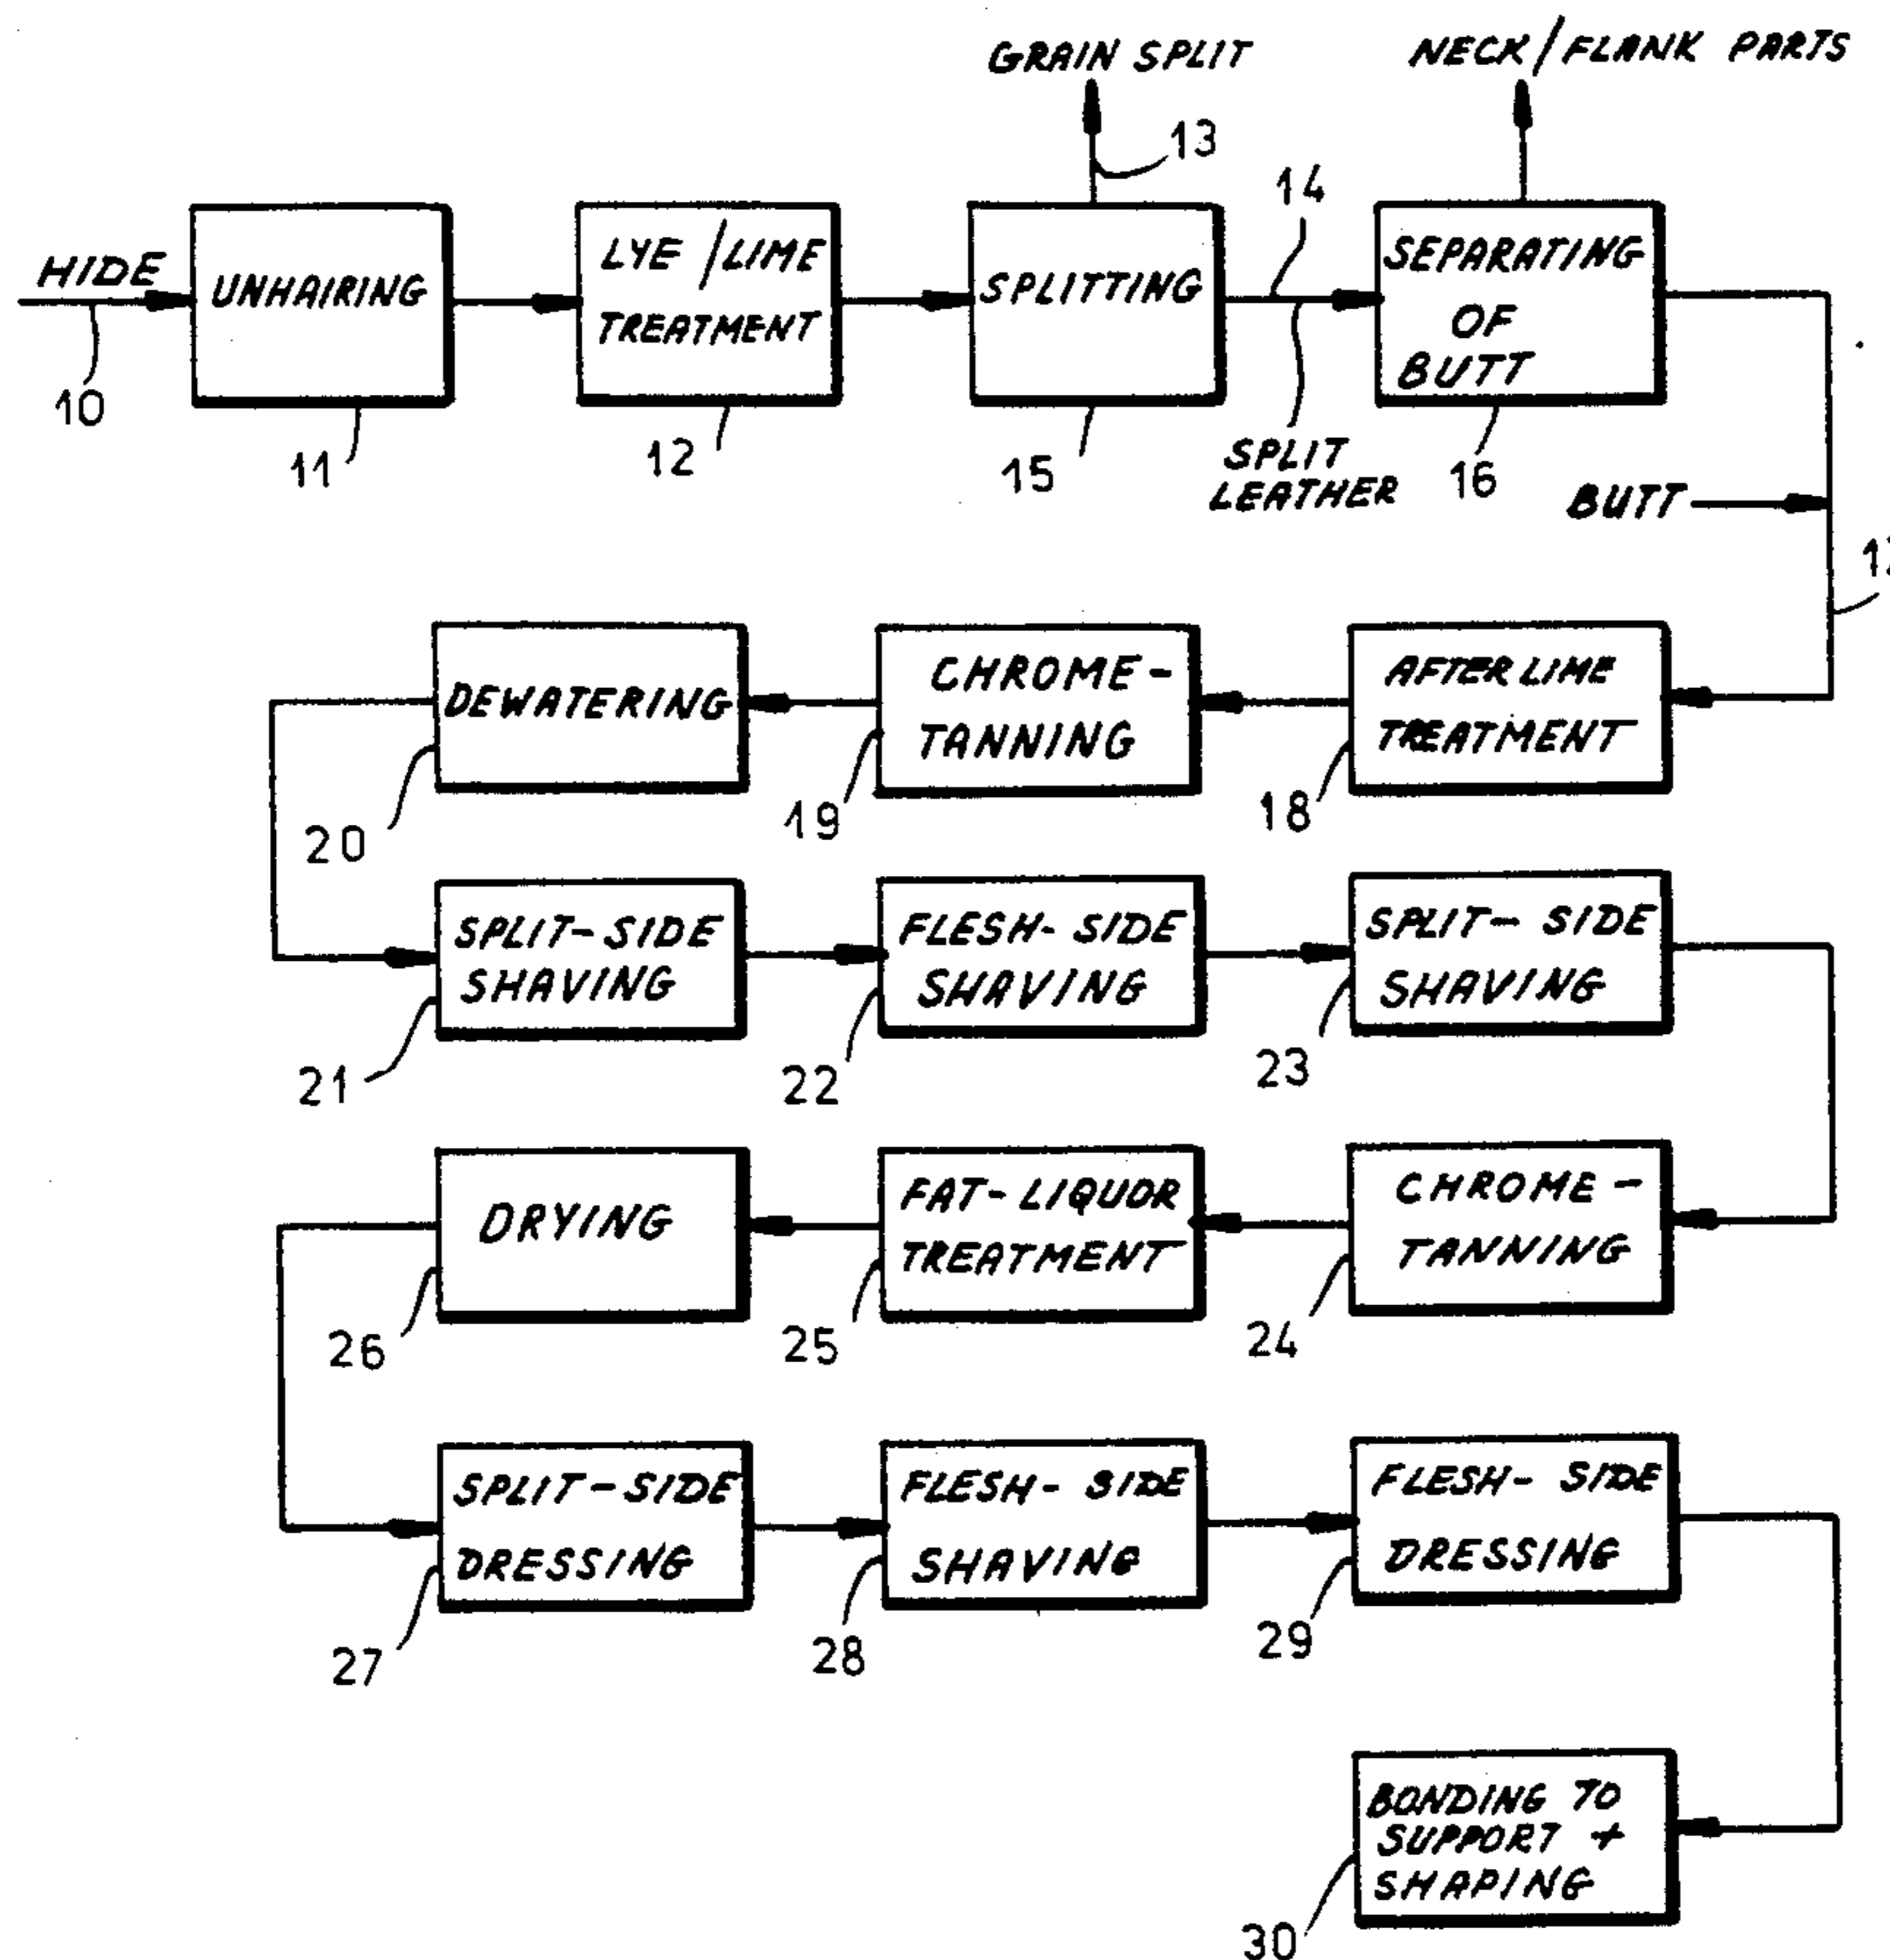 GRAIN SPLIT
NECK/FLANK PARTS
13
14
HIDE
10
UNHAIRING
11
LYE/LIME
TREATMENT
12
SPLITTING
15
SPLIT
LEATHER
SEPARATING
OF
BUTT
16
BUTT
AFTERLIME
TREATMENT
18
CHROME-
TANNING
19
DEWATERING
20
SPLIT-SIDE
SHAVING
21
FLESH-SIDE
SHAVING
22
SPLIT-SIDE
SHAVING
23
CHROME-
TANNING
24
FAT-LIQUOR
TREATMENT
25
DRYING
26
SPLIT-SIDE
DRESSING
27
FLESH-SIDE
SHAVING
28
FLESH-SIDE
DRESSING
29
BONDING TO
SUPPORT +
SHAPING
30